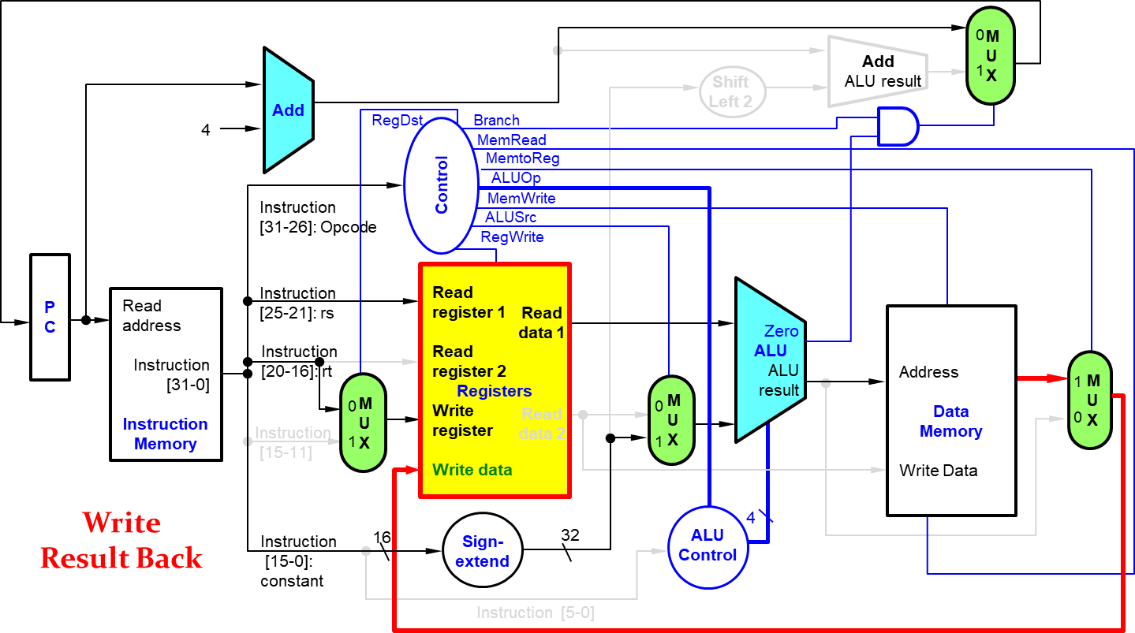 0 M
U
1 X
Add
ALU result
Shift
Left 2
Add
4
RegDst
Branch
MemRead
MemtoReg
ALUOp
MemWrite
ALUSrc
RegWrite
Control
Instruction
[31-26]: Opcode
P
C
Read
address
Instruction
[31-0]
Instruction
Memory
Instruction
[25-21]: rs
Instruction
[20-16]: rt
Instruction
[15-11]
0 M
U
1 X
Read
register 1
Read
data 1
Read
register 2
Registers
Write
register
Read
data 2
Write data
0 M
U
1 X
Zero
ALU
ALU
result
Address
Data
Memory
Write Data
1 M
U
0 X
Write
Result Back
Instruction
[15-0]:
constant
16
Sign-
extend
32
ALU
Control
4
Instruction [5-0]